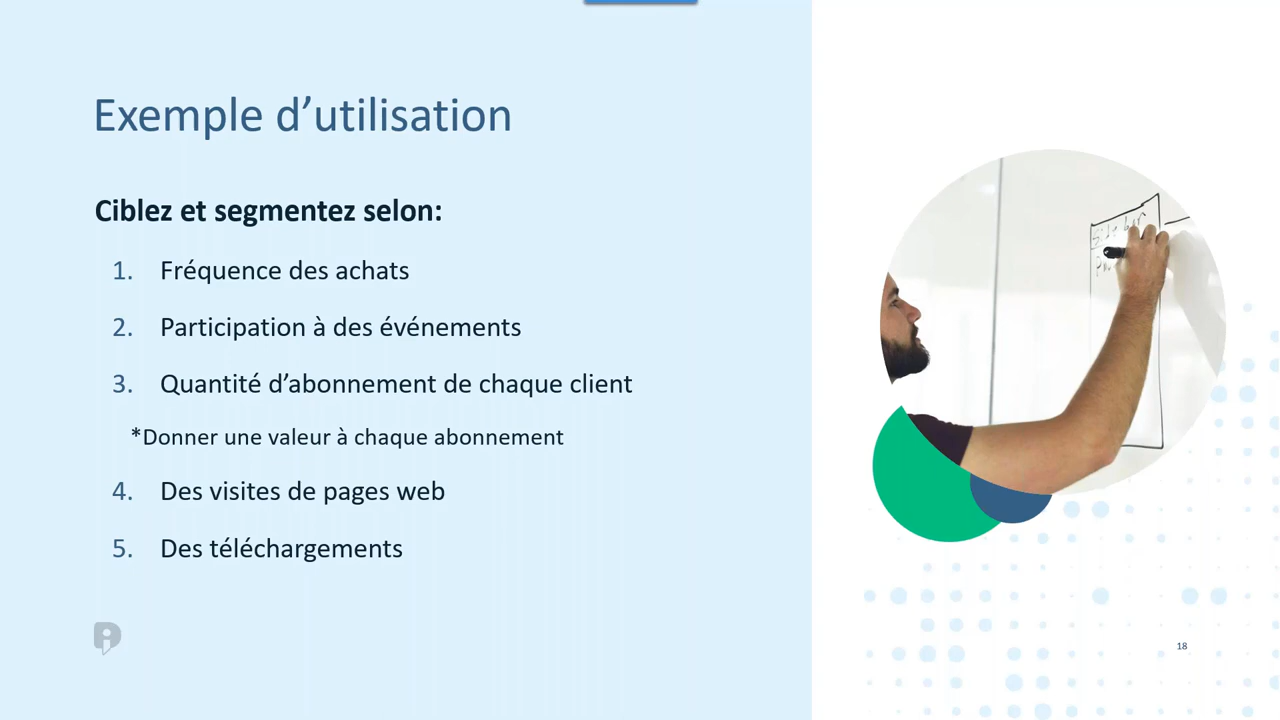 Exemple d’utilisation
Ciblez et segmentez selon:
1. Fréquence des achats
2. Participation à des événements
3. Quantité d’abonnement de chaque client
*Donner une valeur à chaque abonnement
4. Des visites de pages web
5. Des téléchargements
18